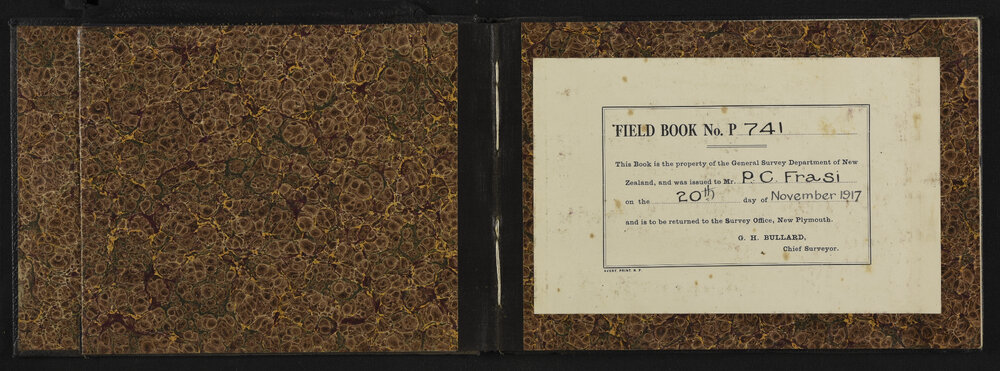 FIELD BOOK No. P 741
This Book is the property of the General Survey Department of New
Zealand, and was issued to Mr. P. C. Frasi
on the 20th day of November 1917
and is to be returned to the Survey Office, New Plymouth.
G. H. BULLARD,
Chief Surveyor.
AVERY, PRINT, N.P.